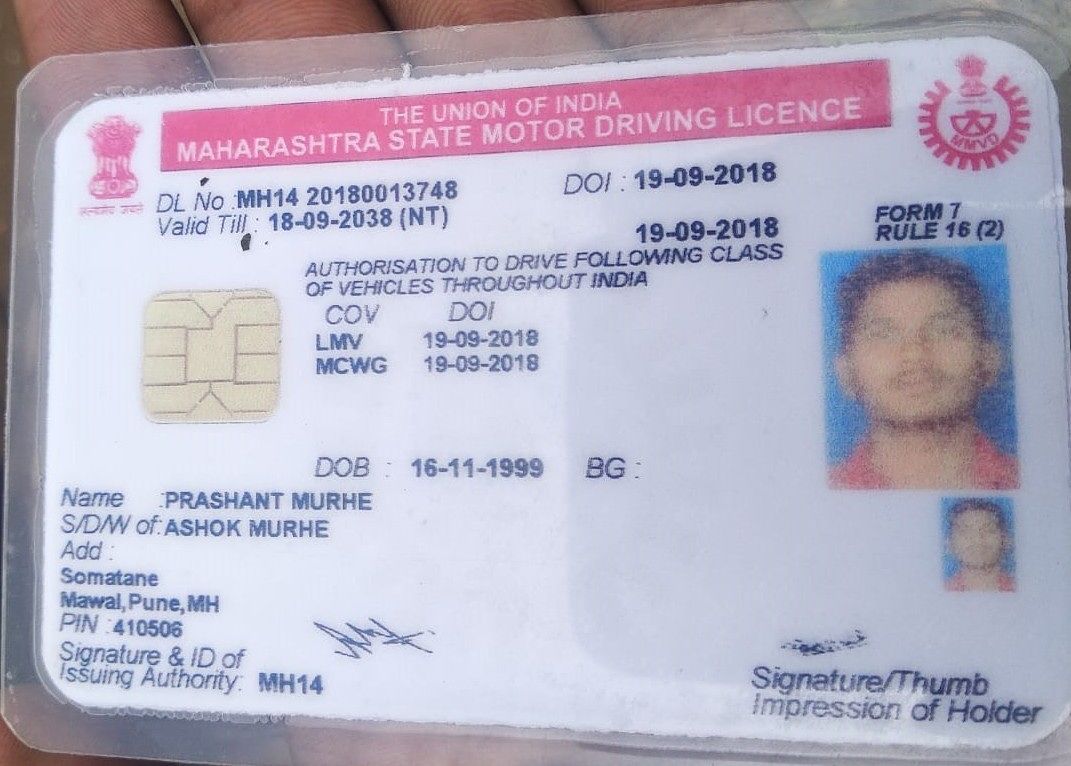 THE UNION OF INDIA
MAHARASHTRA STATE MOTOR DRIVING LICENCE
MMVD
सत्यमेव जयते
DL No :MH14 20180013748 DOI : 19-09-2018
Valid Till : 18-09-2038 (NT) 19-09-2018
FORM 7
RULE 16 (2)
AUTHORISATION TO DRIVE FOLLOWING CLASS
OF VEHICLES THROUGHOUT INDIA
COV DOI
LMV 19-09-2018
MCWG 19-09-2018
DOB : 16-11-1999 BG :
Name :PRASHANT MURHE
S/D/W of:ASHOK MURHE
Add :
Somatane
Mawal,Pune,MH
PIN :410506
Signature & ID of
Issuing Authority: MH14
Signature/Thumb
Impression of Holder